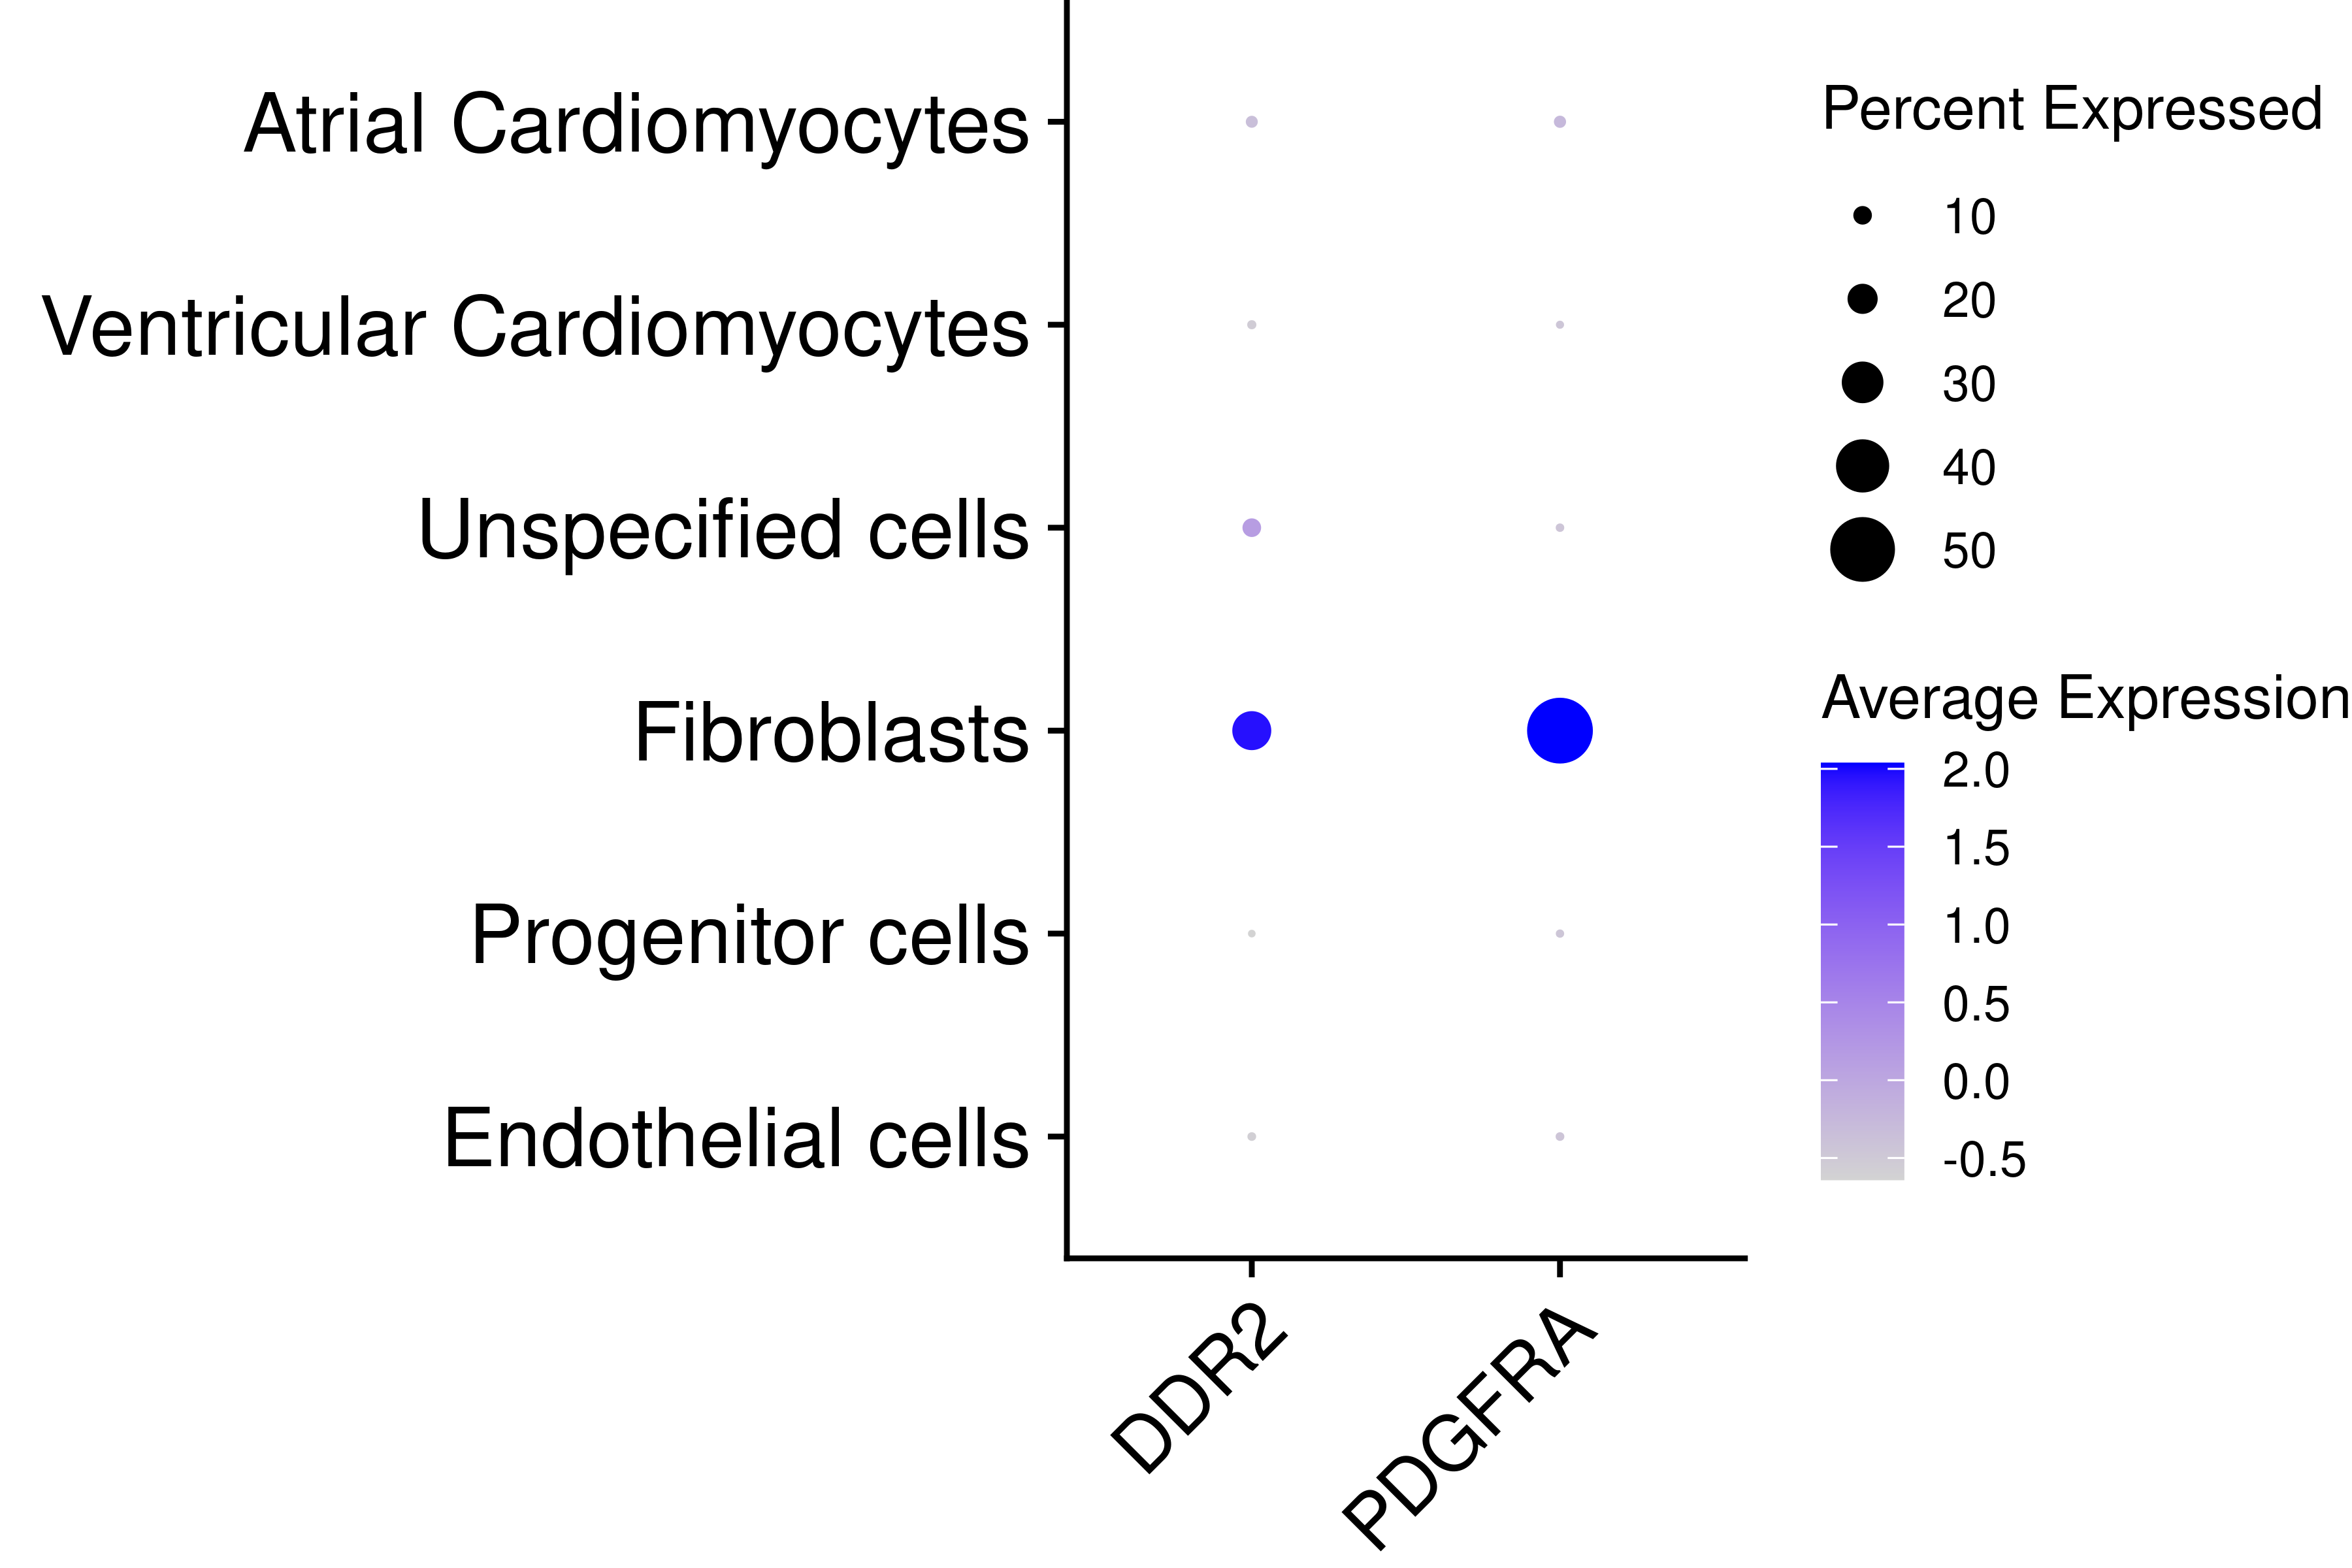 Atrial Cardiomyocytes
Ventricular Cardiomyocytes
Unspecified cells
Fibroblasts
Progenitor cells
Endothelial cells
DDR2
PDGFRA
Percent Expressed
10
20
30
40
50
Average Expression
2.0
1.5
1.0
0.5
0.0
-0.5